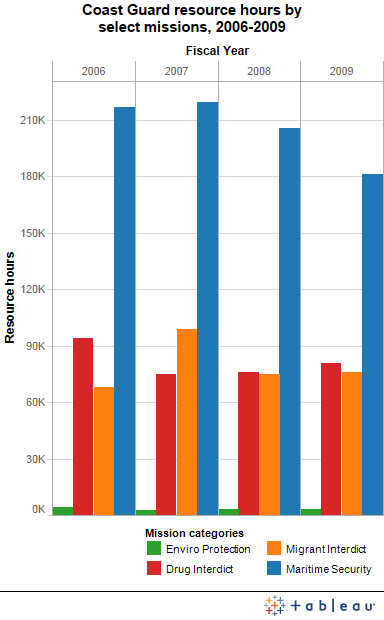 Coast Guard resource hours by
select missions, 2006-2009
Fiscal Year
2006 2007 2008 2009
210K
180K
150K
120K
90K
60K
30K
0K
Resource hours
Mission categories
Enviro Protection Migrant Interdict
Drug Interdict Maritime Security
+ableau